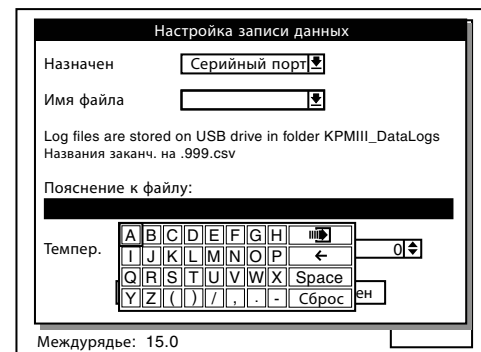 Настройка записи данных
Назначен Серийный порт
Имя файла
Log files are stored on USB drive in folder KPMIII_DataLogs
Названия заканч. на .999.csv
Пояснение к файлу:
A B C D E F G H
Темпер. I J K L M N O P ← 0
Q R S T U V W X Space
Y Z ( ) / , . - Сброс ен
Междурядье: 15.0